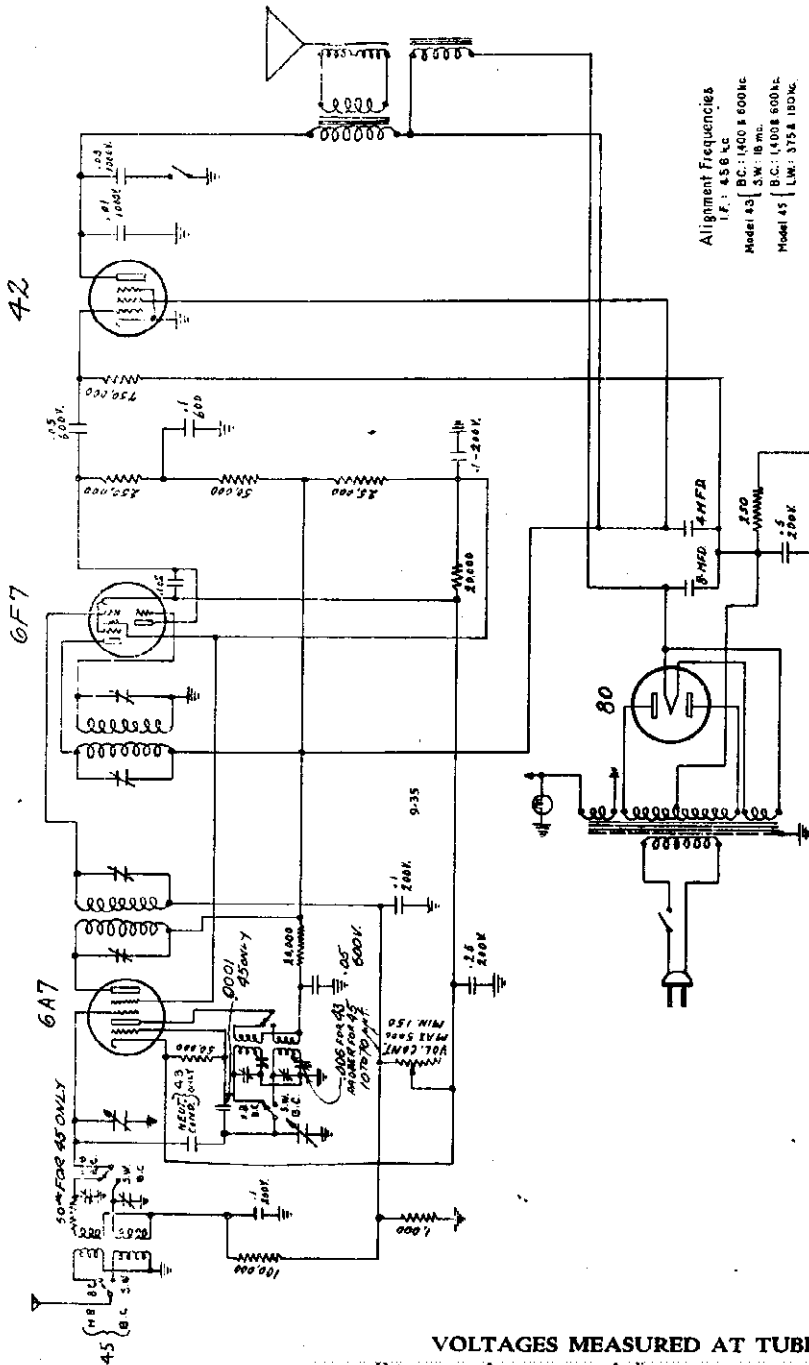 42
6F7
6A7
80
.03
1000V.
.01
1000V.
750,000
.05
600V.
.1
600
250,000
50,000
25,000
.1-200V.
20,000
4 MFD
8-MFD.
250
.5
200V.
9-35
20,000
.05
600V.
.0001
45 ONLY
.1
200V.
.25
200V.
50,000
43
ONLY
NEUT.
COND.
.006 FOR 43
PADDER FOR 45
VOL. CONT.
MAX 5000
MIN. 150
FOR 45 ONLY
S.W.
B.C.
S.W.
B.C.
.1
200V.
100,000
1,000
B.C.
S.W.
B.C.
45
Alignment Frequencies
I.F.: 456 kc
Model 43 { B.C.: 1,400 & 600 kc.
S.W.: 18 mc.
Model 45 { B.C.: 1,400 & 600 kc.
L.W.: 375 & 150 kc.
VOLTAGES MEASURED AT TUBE